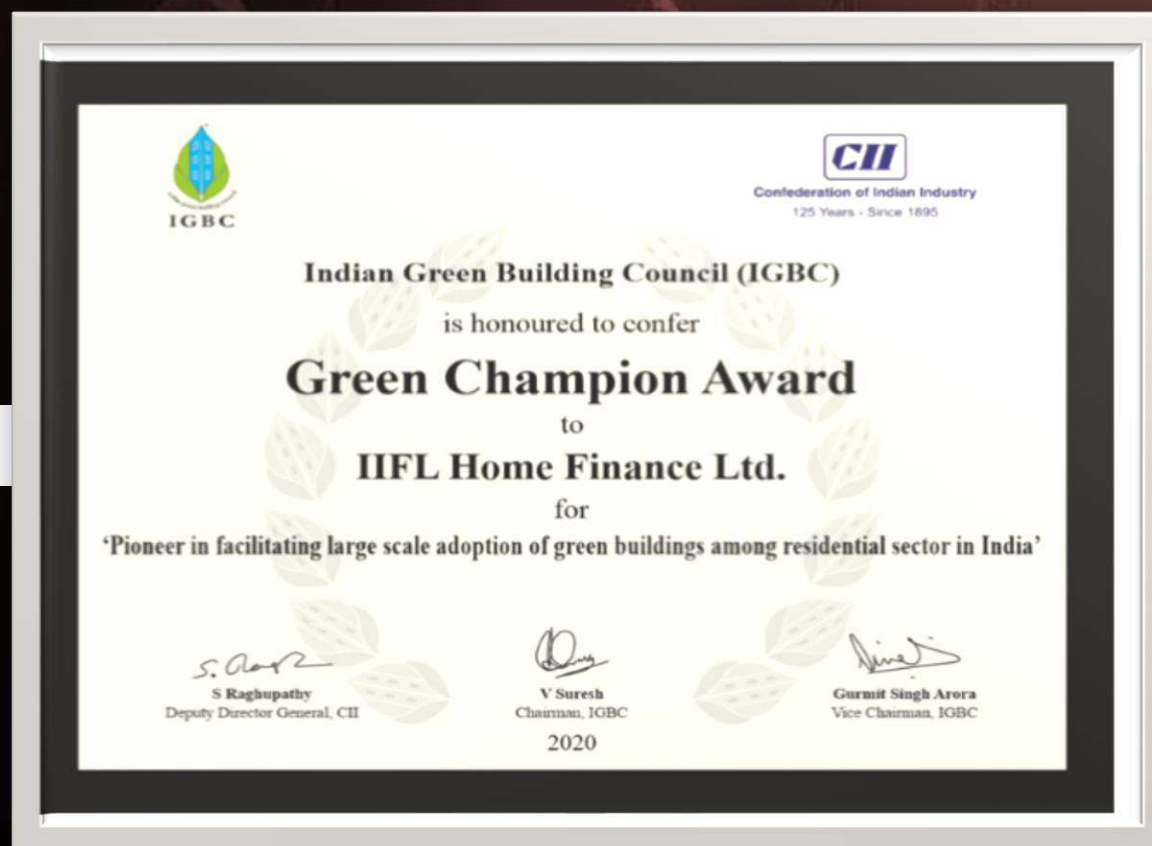 IGBC
CII
Confederation of Indian Industry
125 Years - Since 1895
Indian Green Building Council (IGBC)
is honoured to confer
Green Champion Award
to
IIFL Home Finance Ltd.
for
‘Pioneer in facilitating large scale adoption of green buildings among residential sector in India’
S Raghupathy
Deputy Director General, CII
V Suresh
Chairman, IGBC
Gurmit Singh Arora
Vice Chairman, IGBC
2020